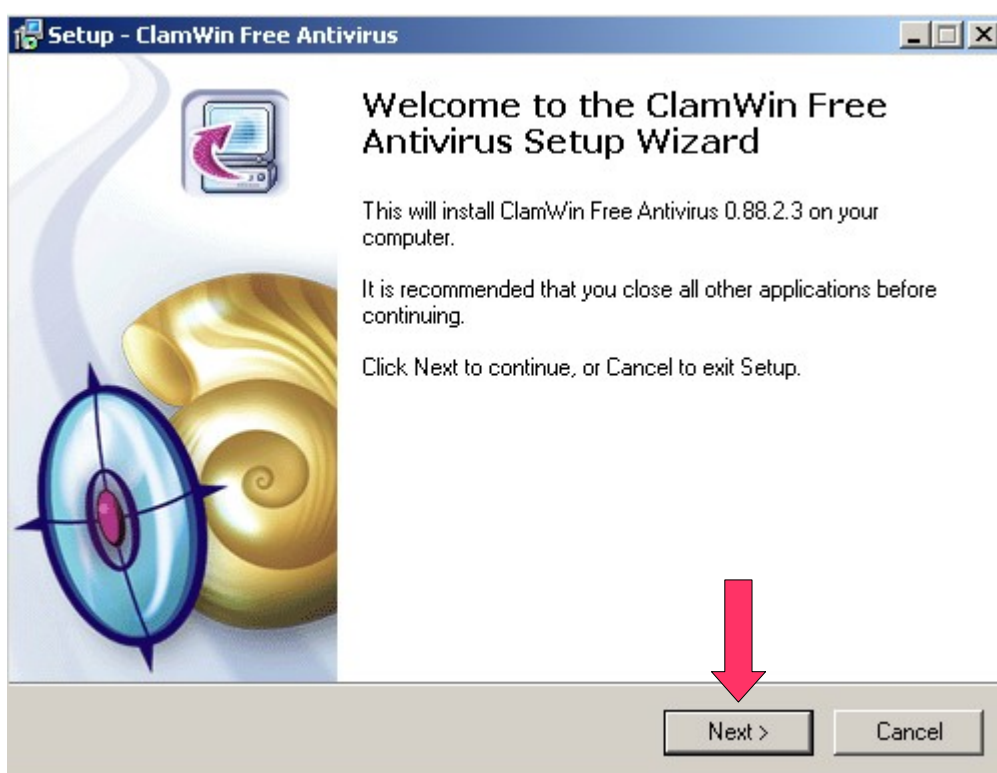 Setup - ClamWin Free Antivirus
Welcome to the ClamWin Free
Antivirus Setup Wizard
This will install ClamWin Free Antivirus 0.88.2.3 on your
computer.
It is recommended that you close all other applications before
continuing.
Click Next to continue, or Cancel to exit Setup.
Next >
Cancel